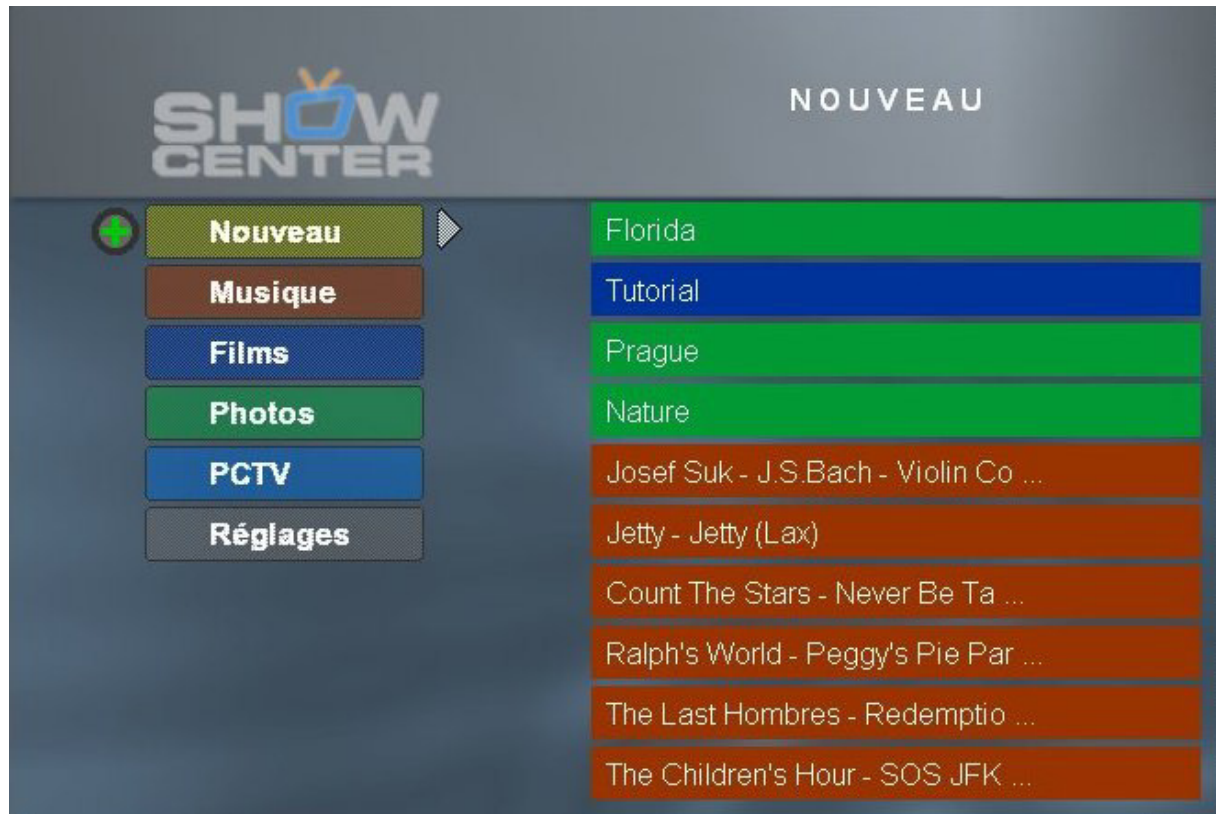 SHOW
CENTER
NOUVEAU
Nouveau
Musique
Films
Photos
PCTV
Réglages
Florida
Tutorial
Prague
Nature
Josef Suk - J.S.Bach - Violin Co ...
Jetty - Jetty (Lax)
Count The Stars - Never Be Ta ...
Ralph's World - Peggy's Pie Par ...
The Last Hombres - Redemptio ...
The Children's Hour - SOS JFK ...